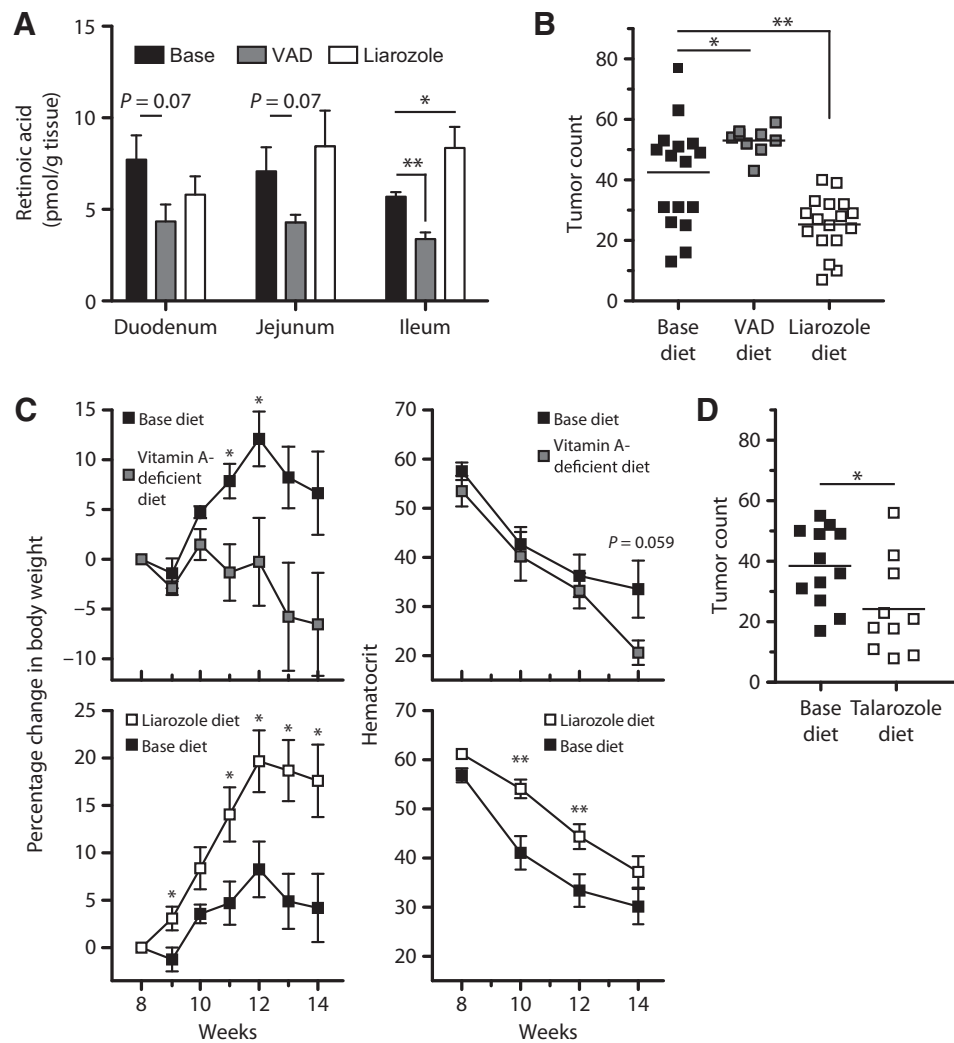 A
15
10
5
0
Retinoic acid
(pmol/g tissue)
Base
VAD
Liarozole
P = 0.07
P = 0.07
*
**
Duodenum
Jejunum
Ileum
B
80
60
40
20
0
Tumor count
*
**
Base
diet
VAD
diet
Liarozole
diet
C
Percentage change in body weight
15
10
5
0
−5
−10
Base diet
Vitamin A-
deficient
diet
*
*
Hematocrit
70
60
50
40
30
20
Base diet
Vitamin A-
deficient diet
P = 0.059
25
20
15
10
5
0
Liarozole diet
Base diet
*
*
*
*
*
8
10
12
14
Weeks
70
60
50
40
30
20
Liarozole diet
Base diet
**
**
8
10
12
14
Weeks
D
80
60
40
20
0
Tumor count
*
Base
diet
Talarozole
diet